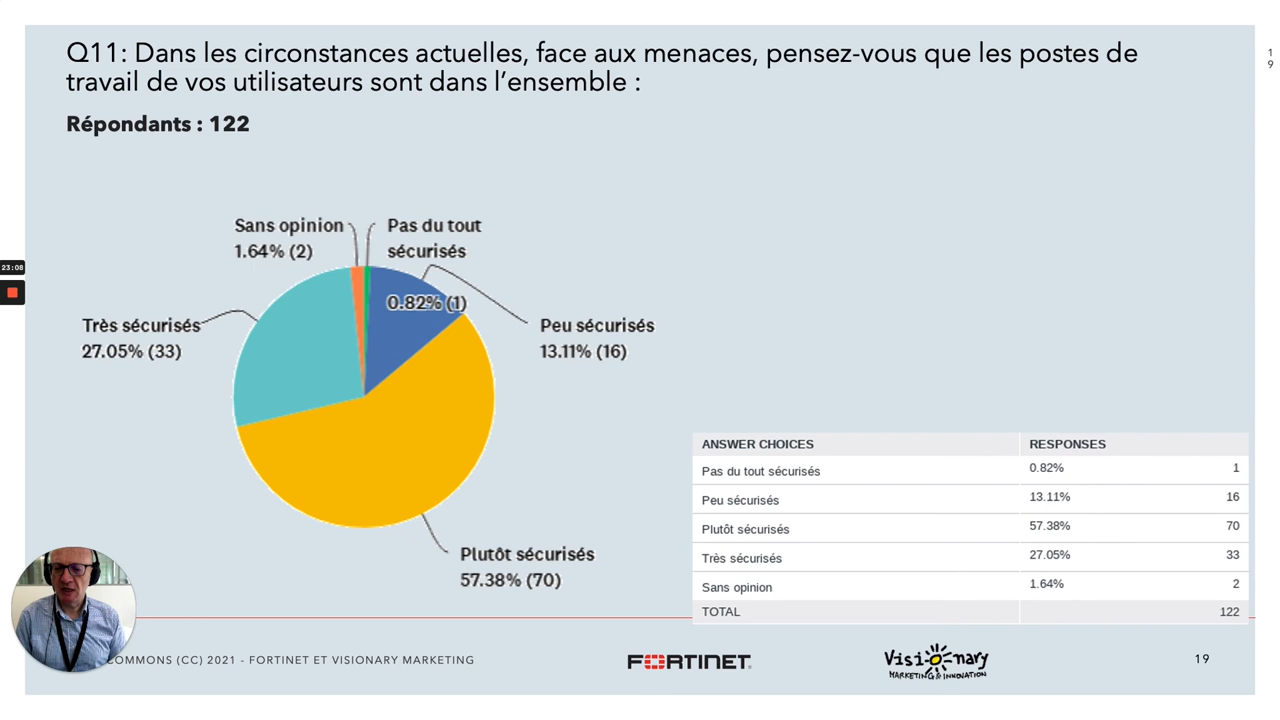 Q11: Dans les circonstances actuelles, face aux menaces, pensez-vous que les postes de
travail de vos utilisateurs sont dans l’ensemble :
1
9
Répondants : 122
Sans opinion
1.64% (2)
Pas du tout
sécurisés
0.82% (1)
23:08
Très sécurisés
27.05% (33)
Peu sécurisés
13.11% (16)
Plutôt sécurisés
57.38% (70)
ANSWER CHOICES RESPONSES
Pas du tout sécurisés 0.82% 1
Peu sécurisés 13.11% 16
Plutôt sécurisés 57.38% 70
Très sécurisés 27.05% 33
Sans opinion 1.64% 2
TOTAL 122
COMMONS (CC) 2021 - FORTINET ET VISIONARY MARKETING
FORTINET
Visionary
MARKETING & INNOVATION
19